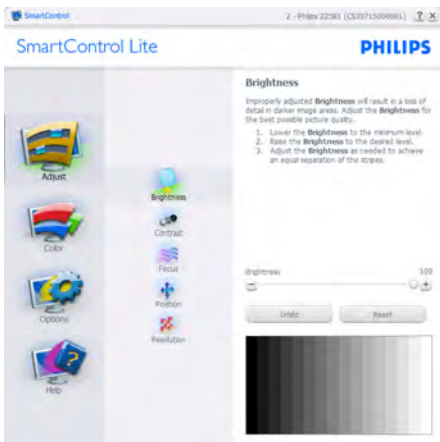 SmartControl
2 - Philips 225B1 (CS30715000001) ? X
SmartControl Lite
PHILIPS
Brightness
Improperly adjusted Brightness will result in a loss of
detail in darker image areas. Adjust the Brightness for
the best possible picture quality.
1. Lower the Brightness to the minimum level.
2. Raise the Brightness to the desired level.
3. Adjust the Brightness as needed to achieve
an equal separation of the stripes.
Adjust
Color
Options
Help
Brightness
Contrast
Focus
Position
Resolution
Brightness 100
Undo Reset